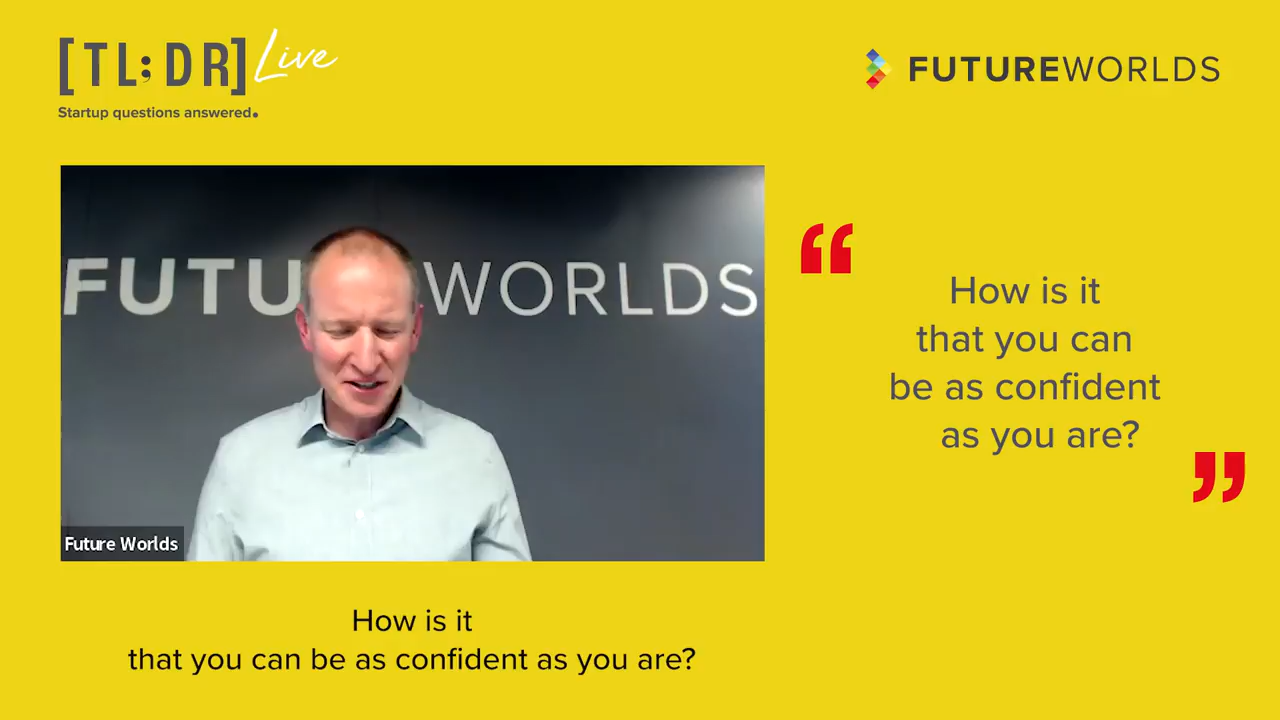 [TL;DR] Live
Startup questions answered.
FUTUREWORLDS
FUTU WORLDS
Future Worlds
“
How is it
that you can
be as confident
as you are?
”
How is it
that you can be as confident as you are?